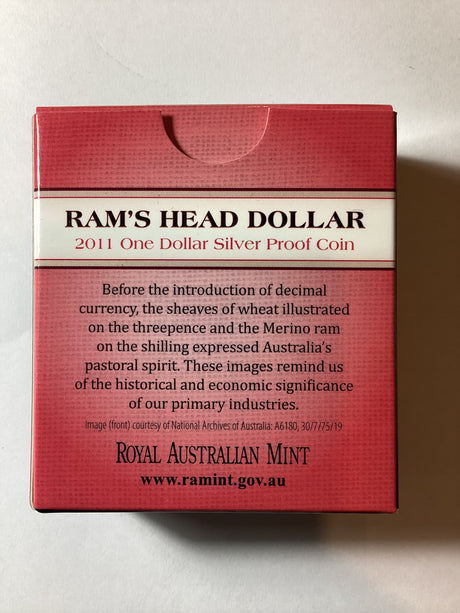 RAM'S HEAD DOLLAR
2011 One Dollar Silver Proof Coin
Before the introduction of decimal
currency, the sheaves of wheat illustrated
on the threepence and the Merino ram
on the shilling expressed Australia's
pastoral spirit. These images remind us
of the historical and economic significance
of our primary industries.
Image (front) courtesy of National Archives of Australia: A6180, 30/7/75/19
ROYAL AUSTRALIAN MINT
www.ramint.gov.au